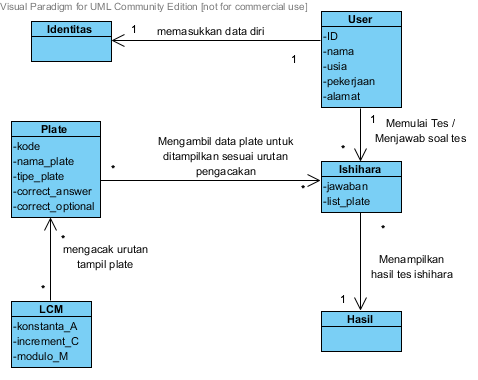 Visual Paradigm for UML Community Edition [not for commercial use]
Identitas
1
memasukkan data diri
1
User
-ID
-nama
-usia
-pekerjaan
-alamat
1
Memulai Tes /
Menjawab soal tes
*
Plate
-kode
-nama_plate
-tipe_plate
-correct_answer
-correct_optional
*
Mengambil data plate untuk
ditampilkan sesuai urutan
pengacakan
*
Ishihara
-jawaban
-list_plate
*
mengacak urutan
tampil plate
*
*
Menampilkan
hasil tes ishihara
1
LCM
-konstanta_A
-increment_C
-modulo_M
Hasil